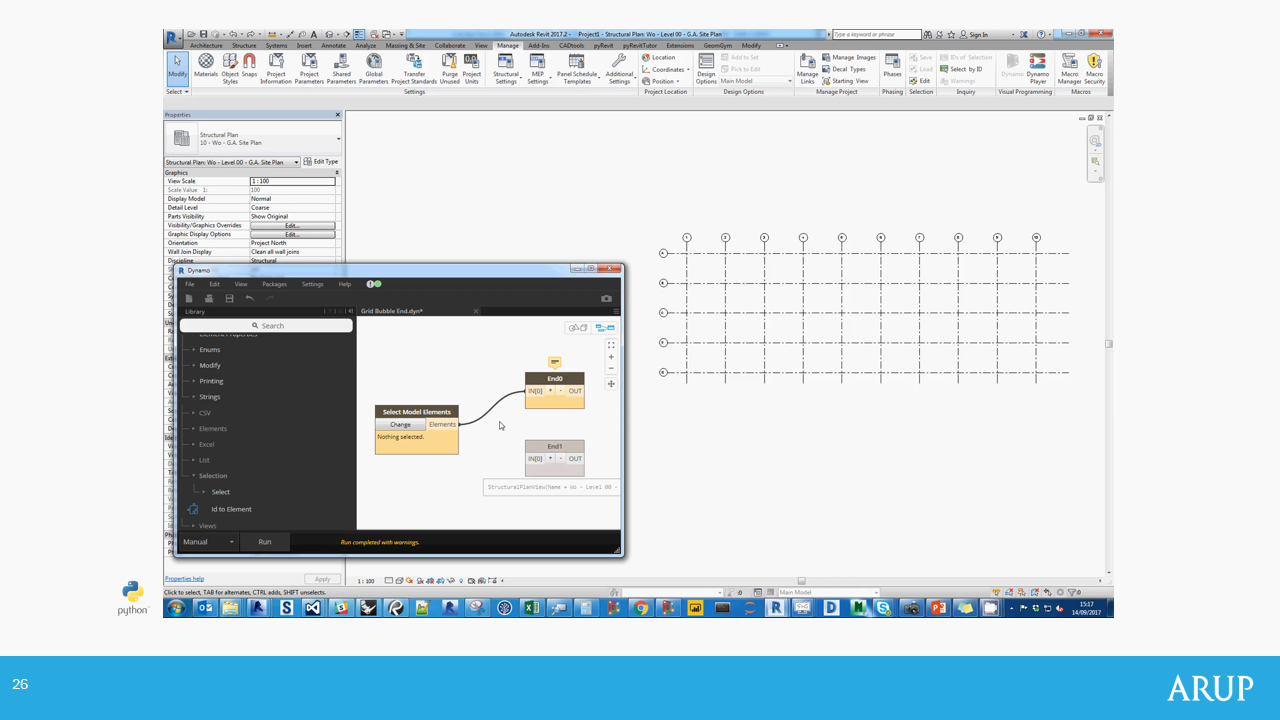 Autodesk Revit 2017.2 - Project1 - Structural Plan: Wo - Level 00 - G.A. Site Plan
Type a keyword or phrase
Sign In
Architecture Structure Systems Insert Annotate Analyze Massing & Site Collaborate View Manage Add-Ins CADtools pyRevit pyRevitTutor Extensions GeomGym Modify
Modify
Materials
Object Styles
Snaps
Project Information
Project Parameters
Shared Parameters
Global Parameters
Transfer Project Standards
Purge Unused
Project Units
Structural Settings
MEP Settings
Panel Schedule Templates
Additional Settings
Location
Coordinates
Position
Design Options
Add to Set
Pick to Edit
Main Model
Manage Links
Manage Images
Decal Types
Starting View
Phases
Save
Load
Edit
IDs of Selection
Select by ID
Warnings
Dynamo
Dynamo Player
Macro Manager
Macro Security
Select
Settings
Project Location
Design Options
Manage Project
Phasing
Selection
Inquiry
Visual Programming
Macros
Properties
Structural Plan
10 - Wo - G.A. Site Plan
Structural Plan: Wo - Level 00 - G.A. Site Plan
Edit Type
Graphics
View Scale 1 : 100
Scale Value 1: 100
Display Model Normal
Detail Level Coarse
Parts Visibility Show Original
Visibility/Graphics Overrides Edit...
Graphic Display Options Edit...
Orientation Project North
Wall Join Display Clean all wall joins
Discipline Structural
Dynamo
File Edit View Packages Settings Help
Library
Grid Bubble End.dyn*
Search
Enums
Modify
Printing
Strings
CSV
Elements
Excel
List
Selection
Select
Id to Element
Views
Select Model Elements
Change Elements
Nothing selected.
End0
IN[0] + - OUT
End1
IN[0] + - OUT
StructuralPlanView(Name = Wo - Level 00 -
Manual
Run
Run completed with warnings.
Properties help
Apply
1 : 100
Click to select, TAB for alternates, CTRL adds, SHIFT unselects.
Main Model
15:17
14/09/2017
python
26
ARUP